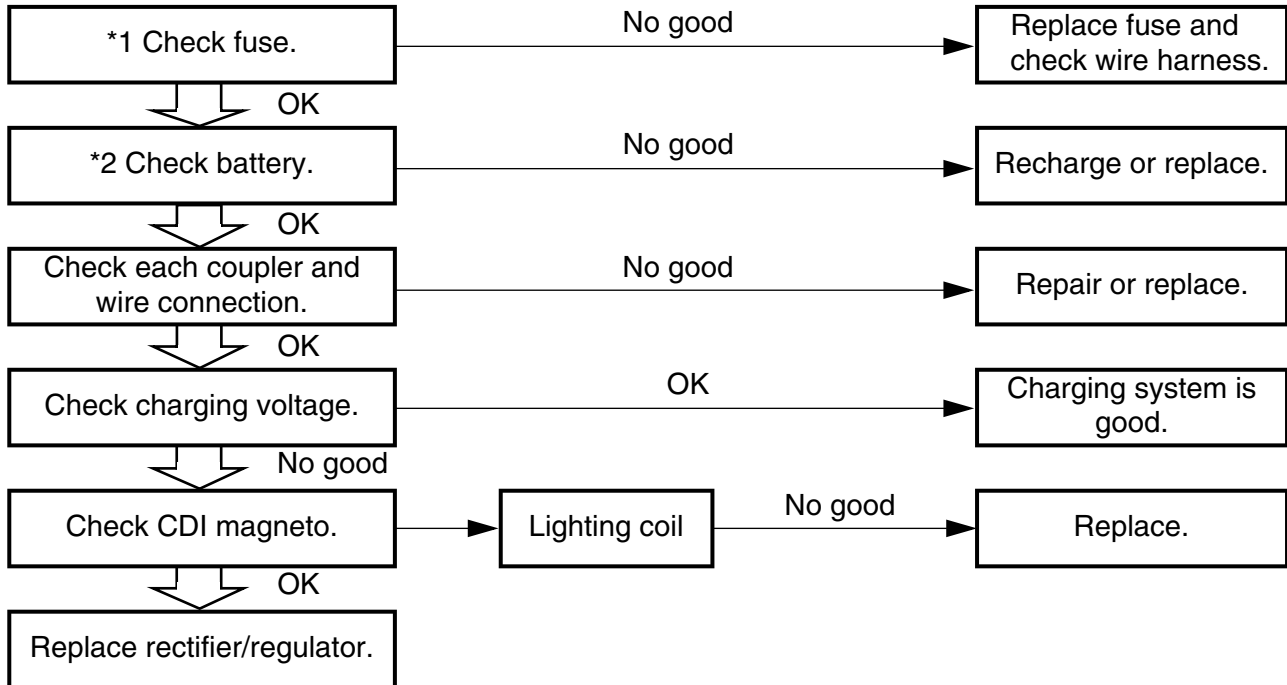 *1 Check fuse.
No good
Replace fuse and
check wire harness.
OK
*2 Check battery.
No good
Recharge or replace.
OK
Check each coupler and
wire connection.
No good
Repair or replace.
OK
Check charging voltage.
OK
Charging system is
good.
No good
Check CDI magneto.
Lighting coil
No good
Replace.
OK
Replace rectifier/regulator.